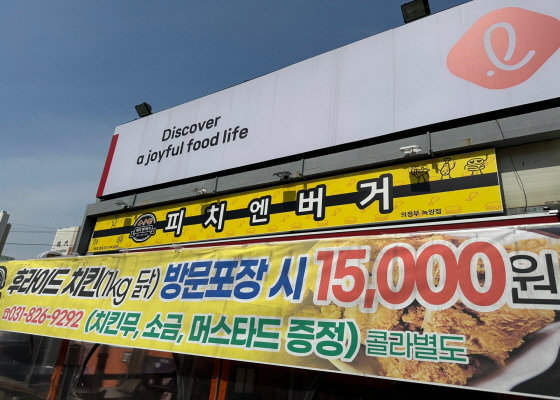 Discover
a joyful food life
피치엔버거
의정부 녹양점
후라이드 치킨(1kg 닭) 방문포장 시 15,000원
☎031-826-9292 (치킨무, 소금, 머스타드 증정) 콜라별도